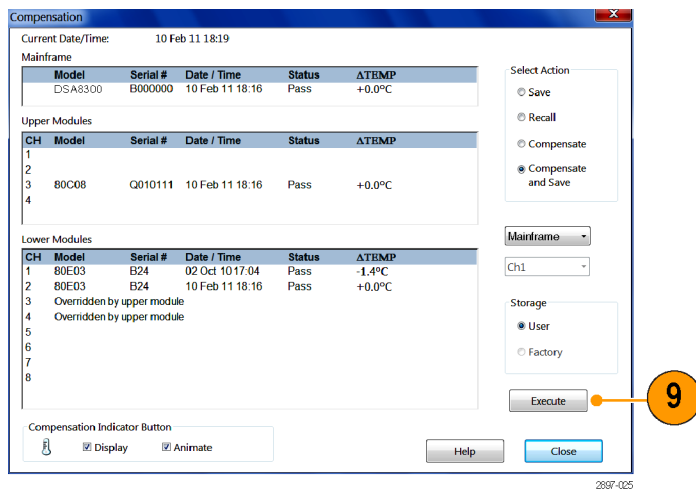 Compensation
Current Date/Time: 10 Feb 11 18:19
Mainframe
Model Serial # Date / Time Status ΔTEMP
DSA8300 B000000 10 Feb 11 18:16 Pass +0.0ºC
Upper Modules
CH Model Serial # Date / Time Status ΔTEMP
1
2
3 80C08 Q010111 10 Feb 11 18:16 Pass +0.0ºC
4
Lower Modules
CH Model Serial # Date / Time Status ΔTEMP
1 80E03 B24 02 Oct 10 17:04 Pass -1.4ºC
2 80E03 B24 10 Feb 11 18:16 Pass +0.0ºC
3 Overridden by upper module
4 Overridden by upper module
5
6
7
8
Compensation Indicator Button
Display Animate
Select Action
Save
Recall
Compensate
Compensate
and Save
Mainframe
Ch1
Storage
User
Factory
Execute
9
Help Close
2897-025